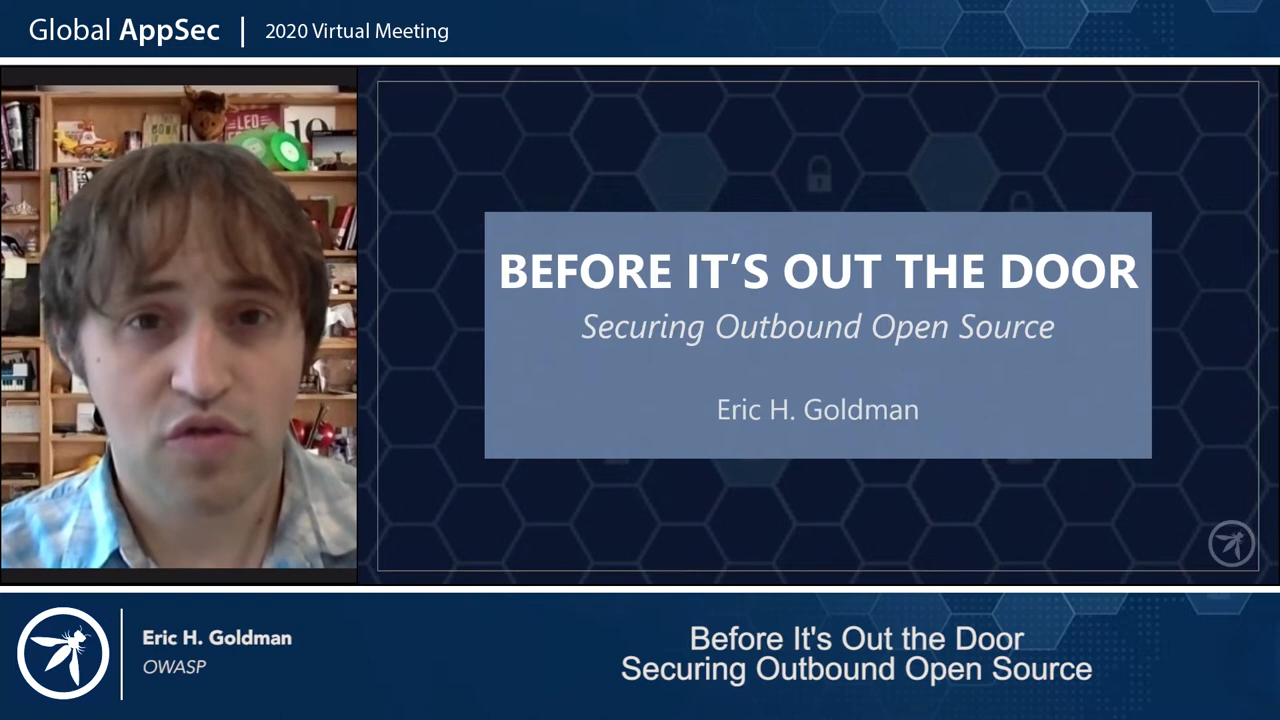 Global AppSec | 2020 Virtual Meeting
LED
BEFORE IT’S OUT THE DOOR
Securing Outbound Open Source
Eric H. Goldman
Eric H. Goldman
OWASP
Before It's Out the Door
Securing Outbound Open Source